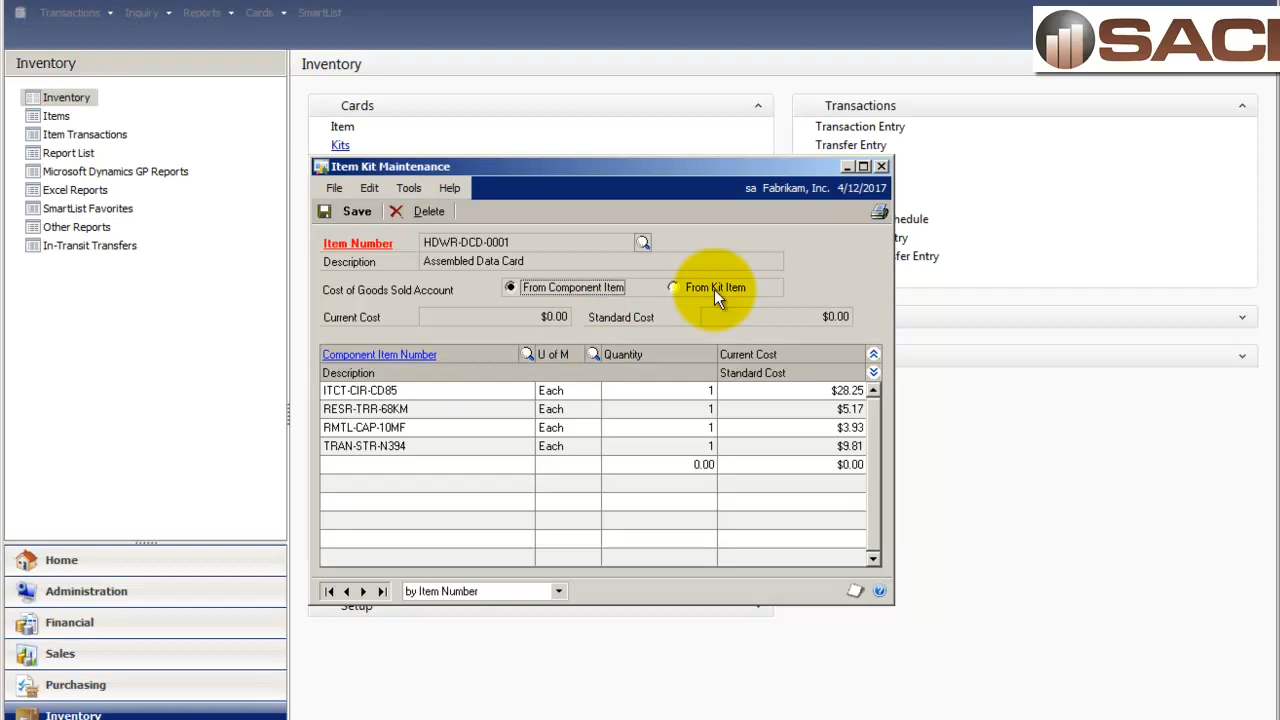 Transactions Inquiry Reports Cards SmartList
SACI
Inventory
Inventory
Items
Item Transactions
Report List
Microsoft Dynamics GP Reports
Excel Reports
SmartList Favorites
Other Reports
In-Transit Transfers
Home
Administration
Financial
Sales
Purchasing
Inventory
Inventory
Cards
Item
Kits
Transactions
Transaction Entry
Transfer Entry
hedule
try
sfer Entry
Setup
Item Kit Maintenance
File Edit Tools Help sa Fabrikam, Inc. 4/12/2017
Save Delete
Item Number HDWR-DCD-0001
Description Assembled Data Card
Cost of Goods Sold Account From Component Item From Kit Item
Current Cost $0.00 Standard Cost $0.00
Component Item Number U of M Quantity Current Cost
Description Standard Cost
ITCT-CIR-CD85 Each 1 $28.25
RESR-TRR-68KM Each 1 $5.17
RMTL-CAP-10MF Each 1 $3.93
TRAN-STR-N394 Each 1 $9.81
0.00 $0.00
by Item Number